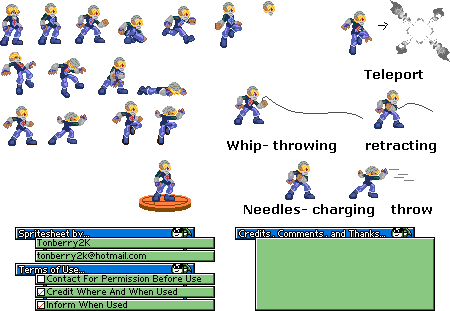 Teleport
Whip- throwing retracting
Needles- charging throw
Spritesheet by...
Tonberry2K
tonberry2k@hotmail.com
Terms of Use...
Contact For Permission Before Use
Credit Where And When Used
Inform When Used
Credits.. Comments.. and Thanks...